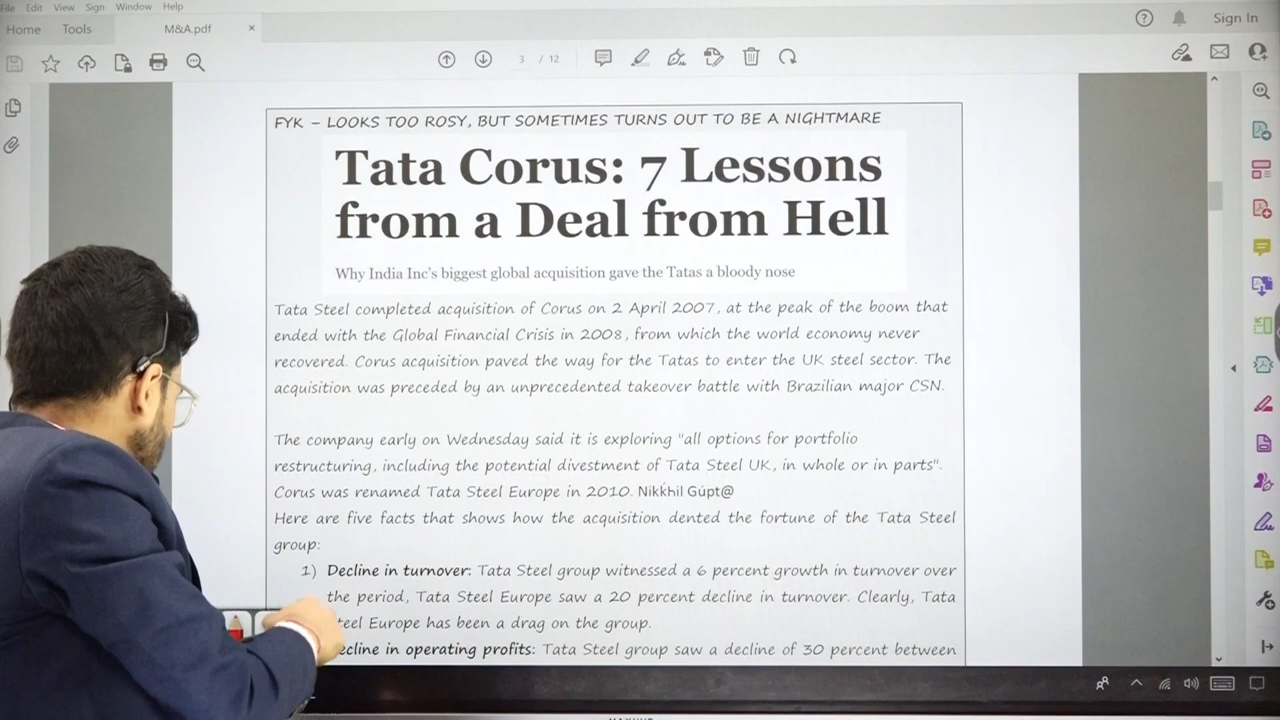 File Edit View Sign Window Help
Home Tools M&A.pdf ×
Sign In
3 / 12
FYK – LOOKS TOO ROSY, BUT SOMETIMES TURNS OUT TO BE A NIGHTMARE
Tata Corus: 7 Lessons
from a Deal from Hell
Why India Inc's biggest global acquisition gave the Tatas a bloody nose
Tata Steel completed acquisition of Corus on 2 April 2007, at the peak of the boom that
ended with the Global Financial Crisis in 2008, from which the world economy never
recovered. Corus acquisition paved the way for the Tatas to enter the UK steel sector. The
acquisition was preceded by an unprecedented takeover battle with Brazilian major CSN.
The company early on Wednesday said it is exploring "all options for portfolio
restructuring, including the potential divestment of Tata Steel UK, in whole or in parts".
Corus was renamed Tata Steel Europe in 2010. Nikḱhil Gúpt@
Here are five facts that shows how the acquisition dented the fortune of the Tata Steel
group:
1) Decline in turnover: Tata Steel group witnessed a 6 percent growth in turnover over
the period, Tata Steel Europe saw a 20 percent decline in turnover. Clearly, Tata
teel Europe has been a drag on the group.
ecline in operating profits: Tata Steel group saw a decline of 30 percent between